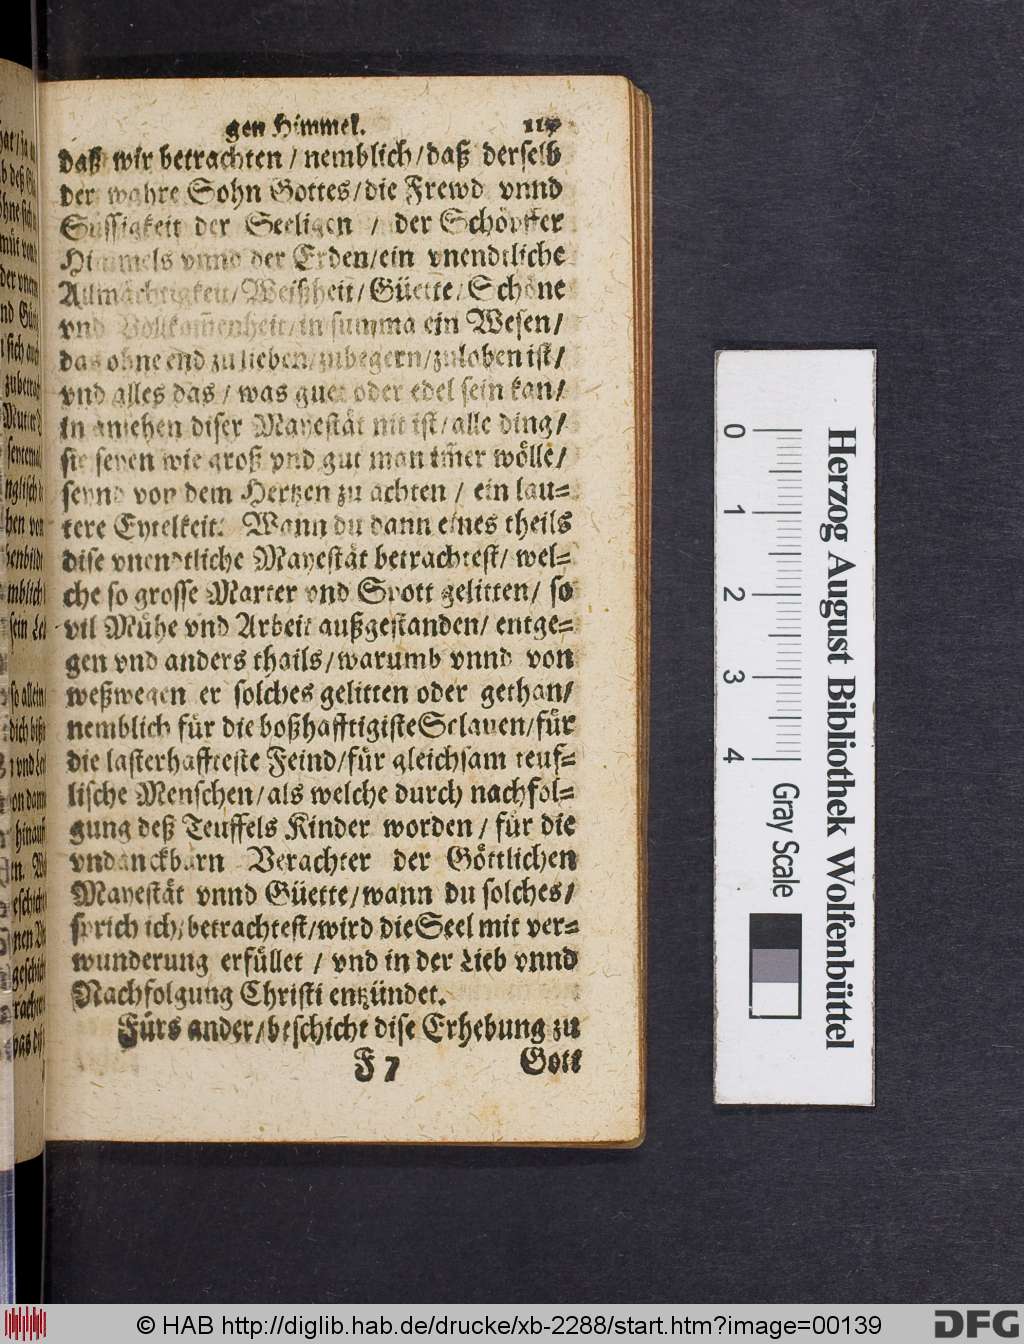 gen Himmel.
daß wir betrachten / nemblich / daß derselb
der wahre Sohn Gottes / die Frewd vnnd
Süssigkeit der Seeligen / der Schöpffer
Himmels vnnd der Erden / ein vnendtliche
Allmächtigkeit / Weißheit / Güette / Schöne
vnd Vollkom̃enheit / in summa ein Wesen /
das ohne end zu lieben / zubegern / zuloben ist /
vnd alles das / was guet oder edel sein kan /
in ansehen diser Mayestät nit ist / alle ding /
sie seyen wie groß vnd gut man im̃er wölle /
seynd von dem Hertzen zu achten / ein lau=
tere Eytelkeit. Wann du dann eines theils
dise vnendtliche Mayestät betrachtest / wel=
che so grosse Marter vnd Spott gelitten / so
vil Mühe vnd Arbeit außgestanden / entge=
gen vnd anders thails / warumb vnnd von
weßwegen er solches gelitten oder gethan /
nemblich für die boßhafftigiste Sclauen / für
die lasterhaffteste Feind / für gleichsam teuf=
lische Menschen / als welche durch nachfol=
gung deß Teuffels Kinder worden / für die
vndanckbarn Verachter der Göttlichen
Mayestät vnnd Güette / wann du solches /
sprich ich / betrachtest / wird die Seel mit ver=
wunderung erfüllet / vnd in der Lieb vnnd
Nachfolgung Christi entzündet.
Fürs ander / beschicht dise Erhebung zu
F 7 Gott
0 1 2 3 4
Gray Scale
Herzog August Bibliothek Wolfenbüttel
© HAB http://diglib.hab.de/drucke/xb-2288/start.htm?image=00139
DFG